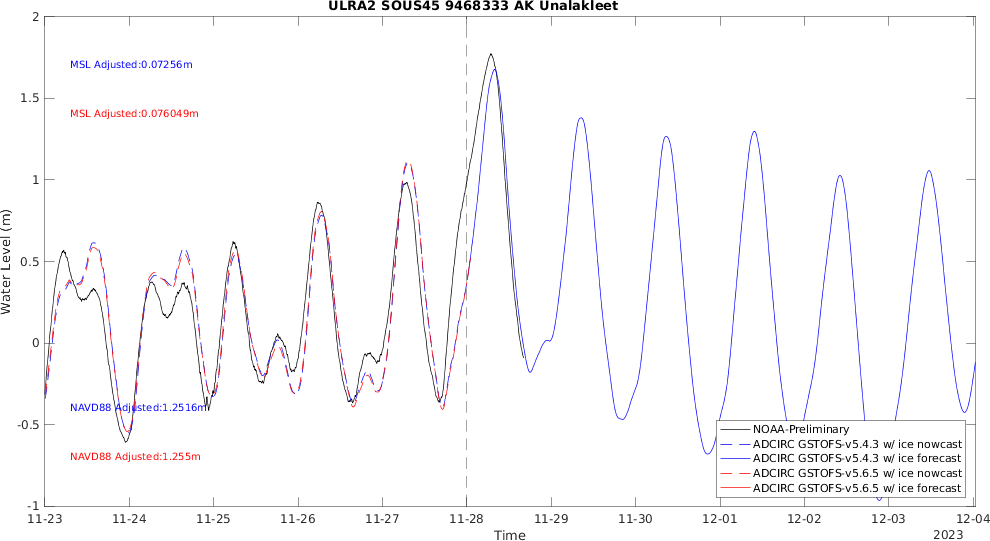 ULRA2 SOUS45 9468333 AK Unalakleet
2
1.5
1
0.5
0
-0.5
-1
Water Level (m)
MSL Adjusted:0.07256m
MSL Adjusted:0.076049m
NAVD88 Adjusted:1.2516m
NAVD88 Adjusted:1.255m
NOAA-Preliminary
ADCIRC GSTOFS-v5.4.3 w/ ice nowcast
ADCIRC GSTOFS-v5.4.3 w/ ice forecast
ADCIRC GSTOFS-v5.6.5 w/ ice nowcast
ADCIRC GSTOFS-v5.6.5 w/ ice forecast
11-23 11-24 11-25 11-26 11-27 11-28 11-29 11-30 12-01 12-02 12-03 12-04
Time
2023